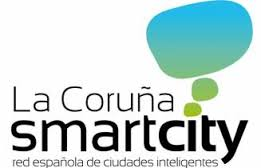 La Coruña
smartcity
red española de ciudades inteligentes